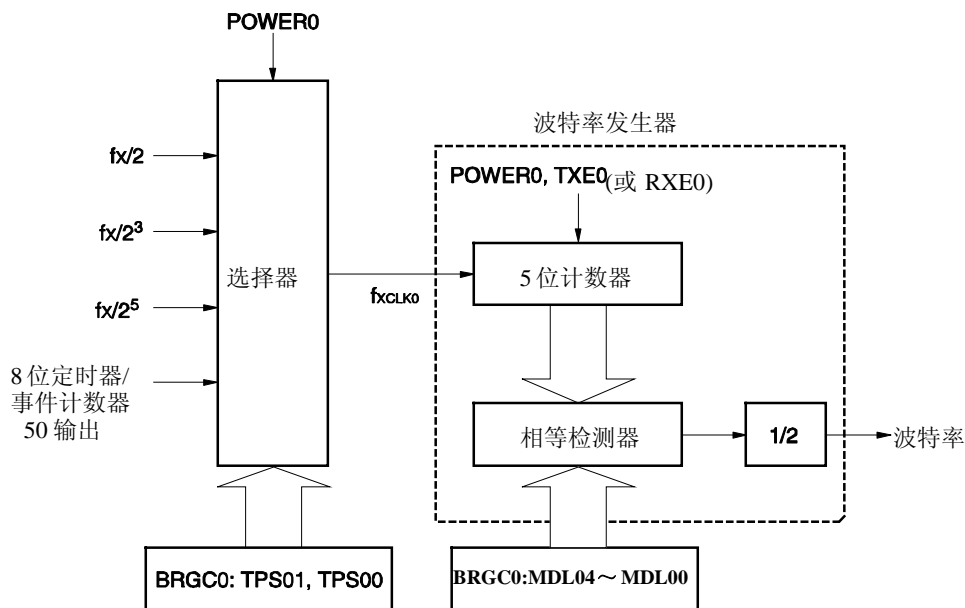 POWER0
波特率发生器
fx/2
POWER0, TXE0(或 RXE0)
fx/2³
选择器
5 位计数器
fXCLK0
fx/2⁵
8 位定时器/
事件计数器
50 输出
相等检测器
1/2
波特率
BRGC0: TPS01, TPS00
BRGC0:MDL04～MDL00